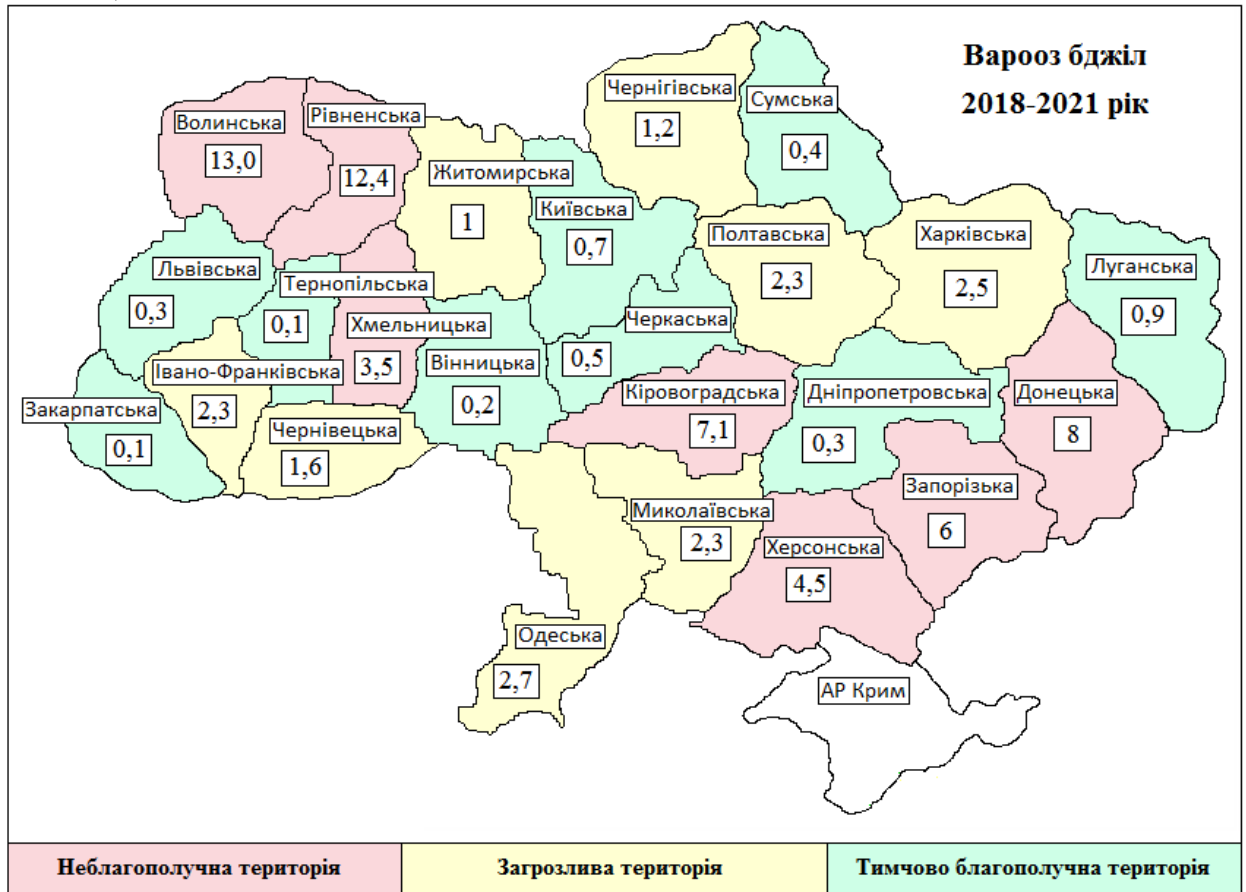 Варооз бджіл
2018-2021 рік
Чернігівська
1,2
Сумська
0,4
Волинська
13,0
Рівненська
12,4
Житомирська
1
Київська
0,7
Полтавська
2,3
Харківська
2,5
Луганська
0,9
Львівська
0,3
Тернопільська
0,1
Хмельницька
3,5
Вінницька
0,2
Черкаська
0,5
Івано-Франківська
2,3
Закарпатська
0,1
Чернівецька
1,6
Кіровоградська
7,1
Дніпропетровська
0,3
Донецька
8
Запорізька
6
Миколаївська
2,3
Херсонська
4,5
Одеська
2,7
АР Крим
Неблагополучна територія
Загрозлива територія
Тимчово благополучна територія